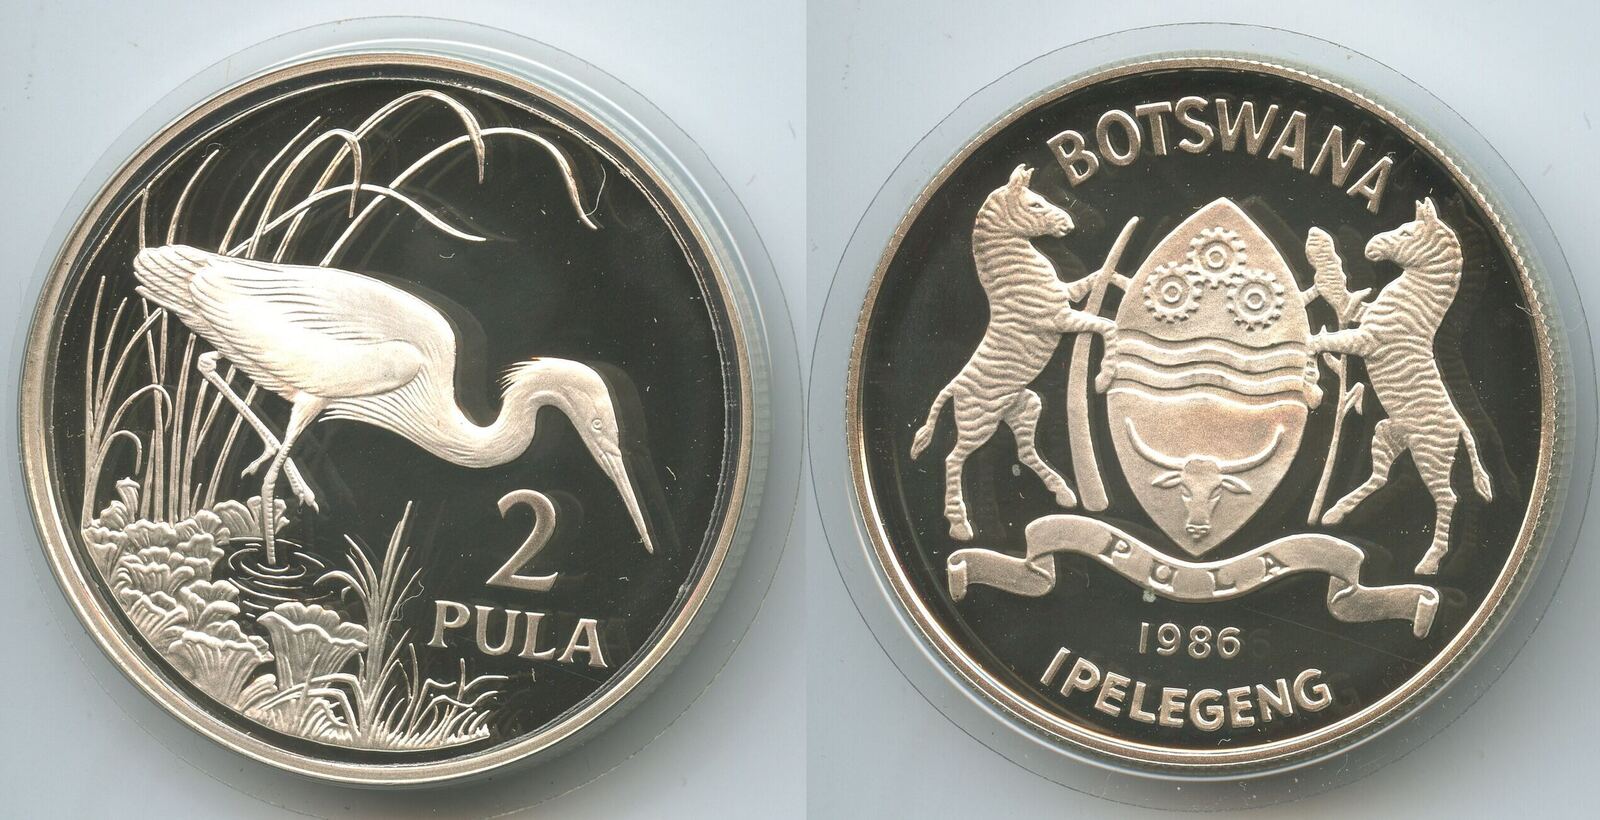 2
PULA
BOTSWANA
PULA
1986
IPELEGENG